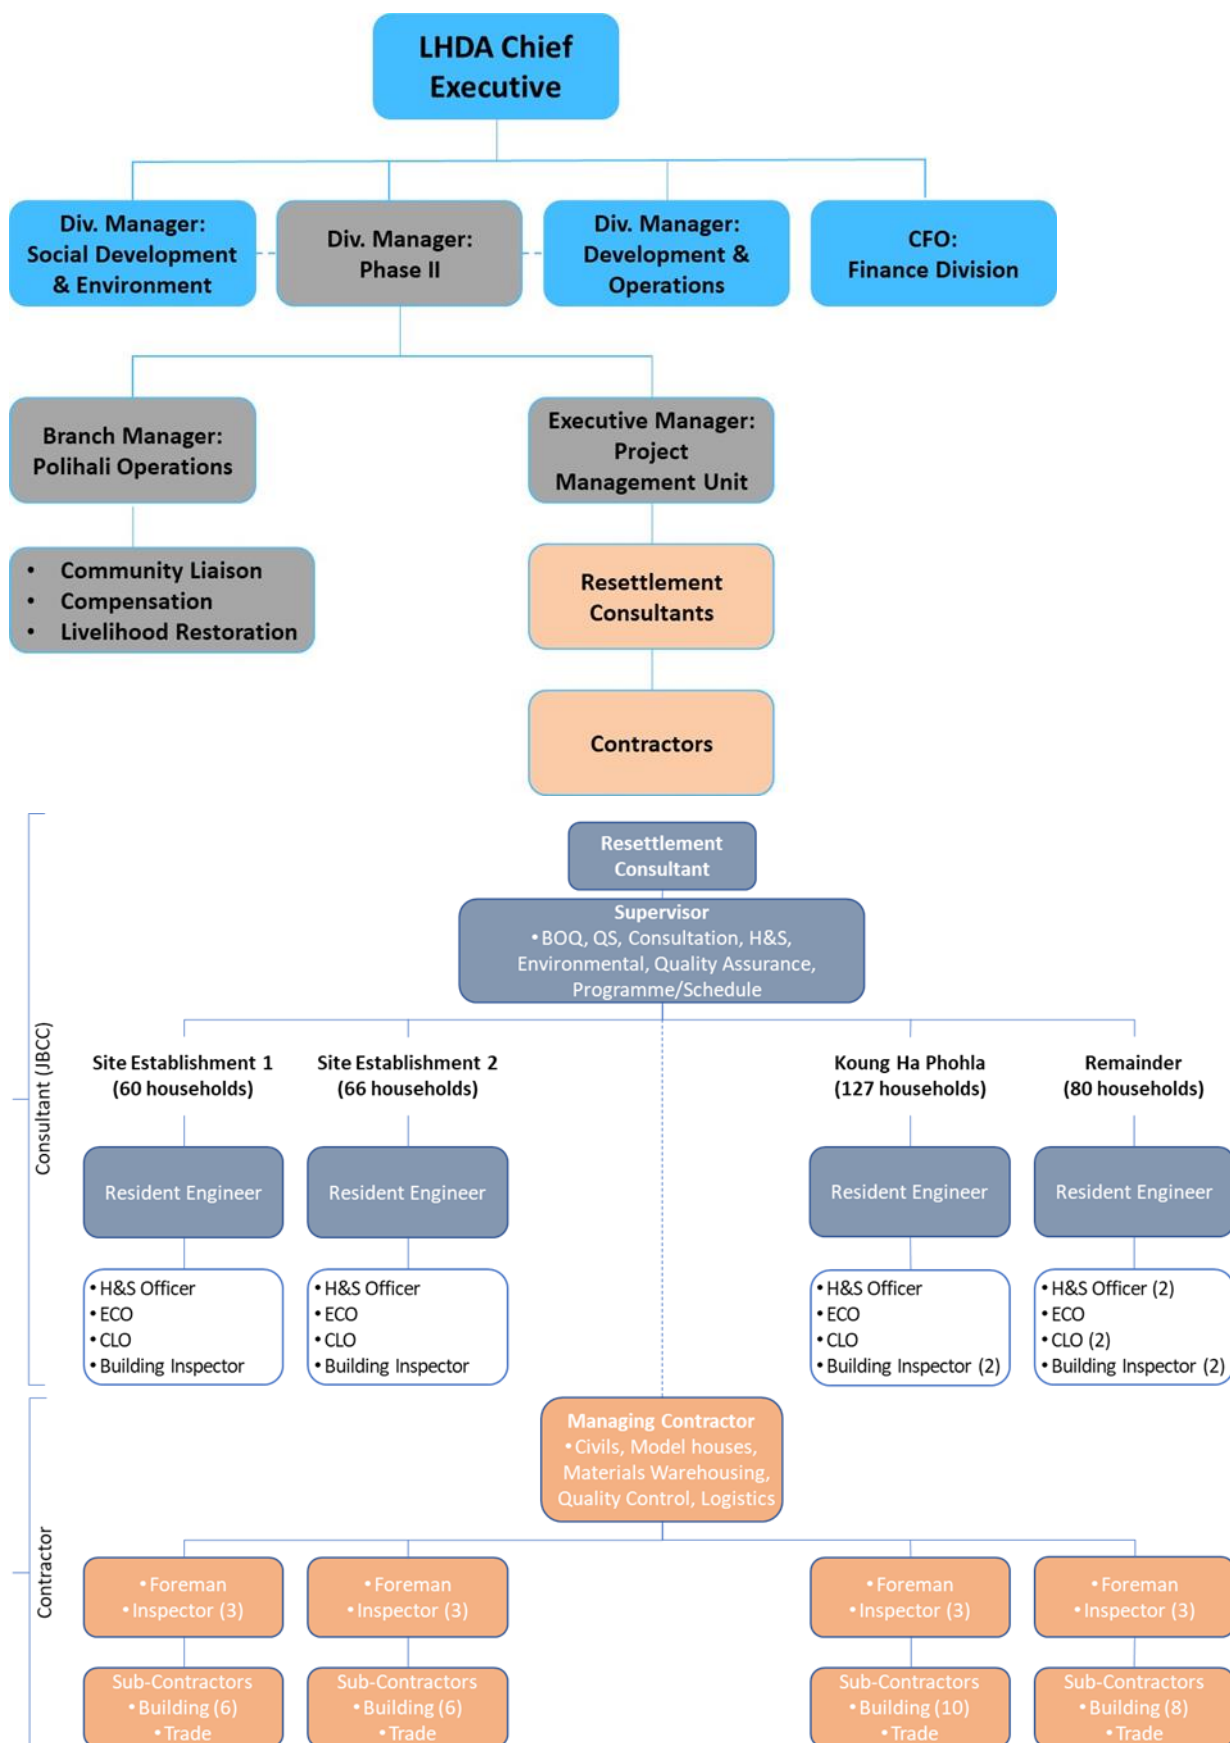 LHDA Chief
Executive
Div. Manager:
Social Development
& Environment
Div. Manager:
Phase II
Div. Manager:
Development &
Operations
CFO:
Finance Division
Branch Manager:
Polihali Operations
Executive Manager:
Project
Management Unit
• Community Liaison
• Compensation
• Livelihood Restoration
Resettlement
Consultants
Contractors
Consultant (JBCC)
Resettlement
Consultant
Supervisor
• BOQ, QS, Consultation, H&S,
Environmental, Quality Assurance,
Programme/Schedule
Site Establishment 1
(60 households)
Site Establishment 2
(66 households)
Koung Ha Phohla
(127 households)
Remainder
(80 households)
Resident Engineer
Resident Engineer
Resident Engineer
Resident Engineer
• H&S Officer
• ECO
• CLO
• Building Inspector
• H&S Officer
• ECO
• CLO
• Building Inspector
• H&S Officer
• ECO
• CLO
• Building Inspector (2)
• H&S Officer (2)
• ECO
• CLO (2)
• Building Inspector (2)
Contractor
Managing Contractor
• Civils, Model houses,
Materials Warehousing,
Quality Control, Logistics
• Foreman
• Inspector (3)
• Foreman
• Inspector (3)
• Foreman
• Inspector (3)
• Foreman
• Inspector (3)
Sub-Contractors
• Building (6)
• Trade
Sub-Contractors
• Building (6)
• Trade
Sub-Contractors
• Building (10)
• Trade
Sub-Contractors
• Building (8)
• Trade